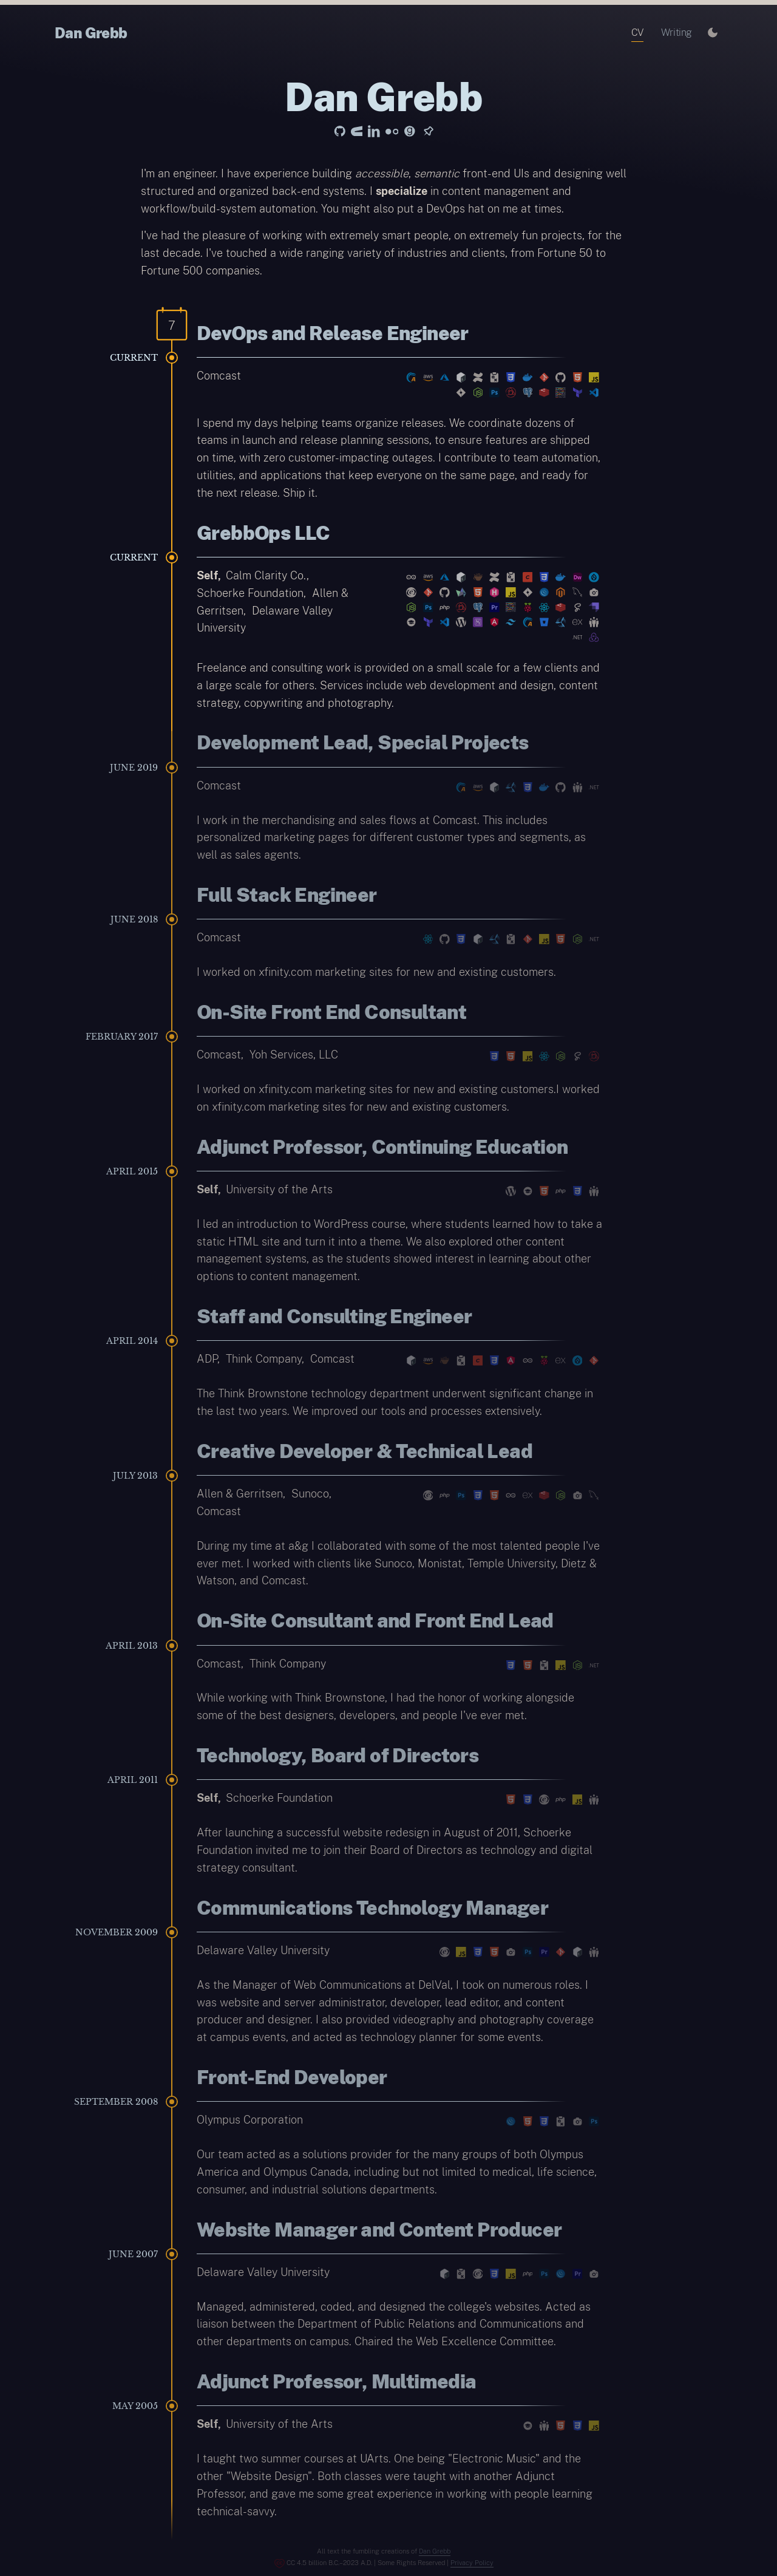 Dan Grebb
CV
Writing
Dan Grebb
I'm an engineer. I have experience building accessible, semantic front-end UIs and designing well
structured and organized back-end systems. I specialize in content management and
workflow/build-system automation. You might also put a DevOps hat on me at times.
I've had the pleasure of working with extremely smart people, on extremely fun projects, for the
last decade. I've touched a wide ranging variety of industries and clients, from Fortune 50 to
Fortune 500 companies.
7
DevOps and Release Engineer
CURRENT
Comcast
I spend my days helping teams organize releases. We coordinate dozens of
teams in launch and release planning sessions, to ensure features are shipped
on time, with zero customer-impacting outages. I contribute to team automation,
utilities, and applications that keep everyone on the same page, and ready for
the next release. Ship it.
GrebbOps LLC
CURRENT
Self, Calm Clarity Co.,
Schoerke Foundation, Allen &
Gerritsen, Delaware Valley
University
Freelance and consulting work is provided on a small scale for a few clients and
a large scale for others. Services include web development and design, content
strategy, copywriting and photography.
Development Lead, Special Projects
JUNE 2019
Comcast
I work in the merchandising and sales flows at Comcast. This includes
personalized marketing pages for different customer types and segments, as
well as sales agents.
Full Stack Engineer
JUNE 2018
Comcast
I worked on xfinity.com marketing sites for new and existing customers.
On-Site Front End Consultant
FEBRUARY 2017
Comcast, Yoh Services, LLC
I worked on xfinity.com marketing sites for new and existing customers.I worked
on xfinity.com marketing sites for new and existing customers.
Adjunct Professor, Continuing Education
APRIL 2015
Self, University of the Arts
I led an introduction to WordPress course, where students learned how to take a
static HTML site and turn it into a theme. We also explored other content
management systems, as the students showed interest in learning about other
options to content management.
Staff and Consulting Engineer
APRIL 2014
ADP, Think Company, Comcast
The Think Brownstone technology department underwent significant change in
the last two years. We improved our tools and processes extensively.
Creative Developer & Technical Lead
JULY 2013
Allen & Gerritsen, Sunoco,
Comcast
During my time at a&g I collaborated with some of the most talented people I've
ever met. I worked with clients like Sunoco, Monistat, Temple University, Dietz &
Watson, and Comcast.
On-Site Consultant and Front End Lead
APRIL 2013
Comcast, Think Company
While working with Think Brownstone, I had the honor of working alongside
some of the best designers, developers, and people I've ever met.
Technology, Board of Directors
APRIL 2011
Self, Schoerke Foundation
After launching a successful website redesign in August of 2011, Schoerke
Foundation invited me to join their Board of Directors as technology and digital
strategy consultant.
Communications Technology Manager
NOVEMBER 2009
Delaware Valley University
As the Manager of Web Communications at DelVal, I took on numerous roles. I
was website and server administrator, developer, lead editor, and content
producer and designer. I also provided videography and photography coverage
at campus events, and acted as technology planner for some events.
Front-End Developer
SEPTEMBER 2008
Olympus Corporation
Our team acted as a solutions provider for the many groups of both Olympus
America and Olympus Canada, including but not limited to medical, life science,
consumer, and industrial solutions departments.
Website Manager and Content Producer
JUNE 2007
Delaware Valley University
Managed, administered, coded, and designed the college's websites. Acted as
liaison between the Department of Public Relations and Communications and
other departments on campus. Chaired the Web Excellence Committee.
Adjunct Professor, Multimedia
MAY 2005
Self, University of the Arts
I taught two summer courses at UArts. One being "Electronic Music" and the
other "Website Design". Both classes were taught with another Adjunct
Professor, and gave me some great experience in working with people learning
technical-savvy.
All text the fumbling creations of Dan Grebb
CC 4.5 billion B.C - 2023 A.D. | Some Rights Reserved | Privacy Policy